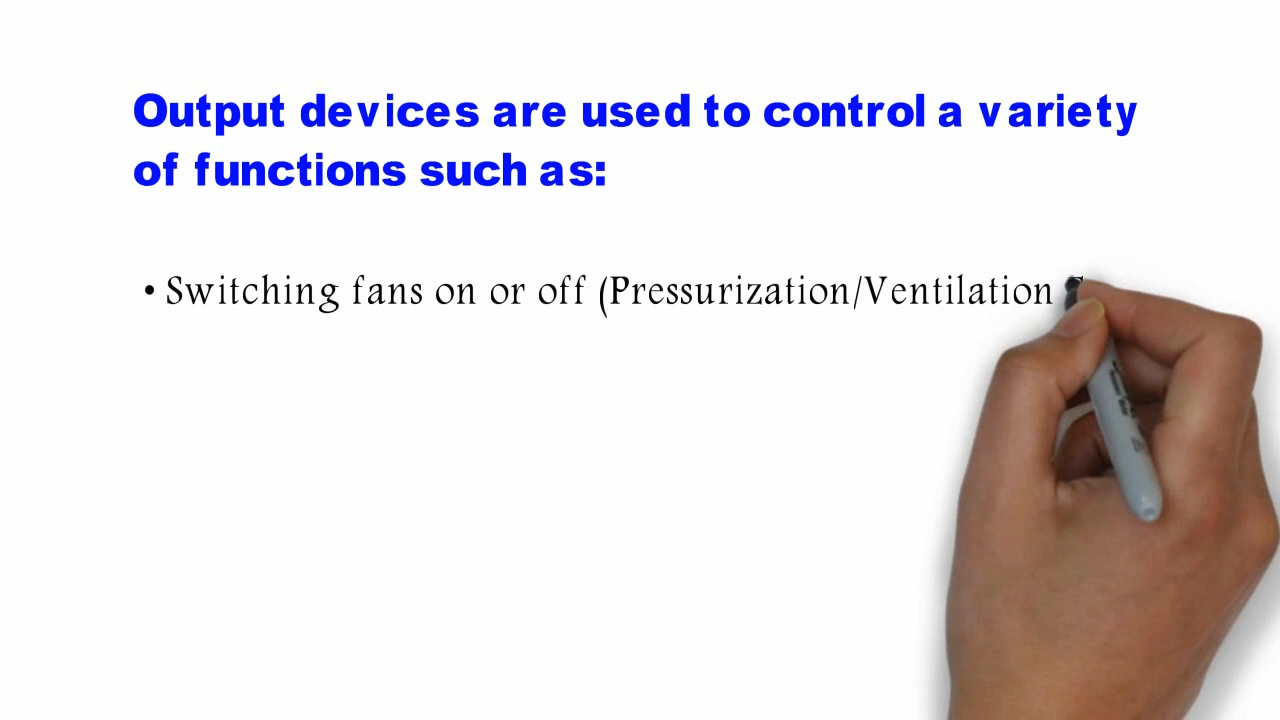 Output devices are used to control a variety
of functions such as:
• Switching fans on or off (Pressurization/Ventilation